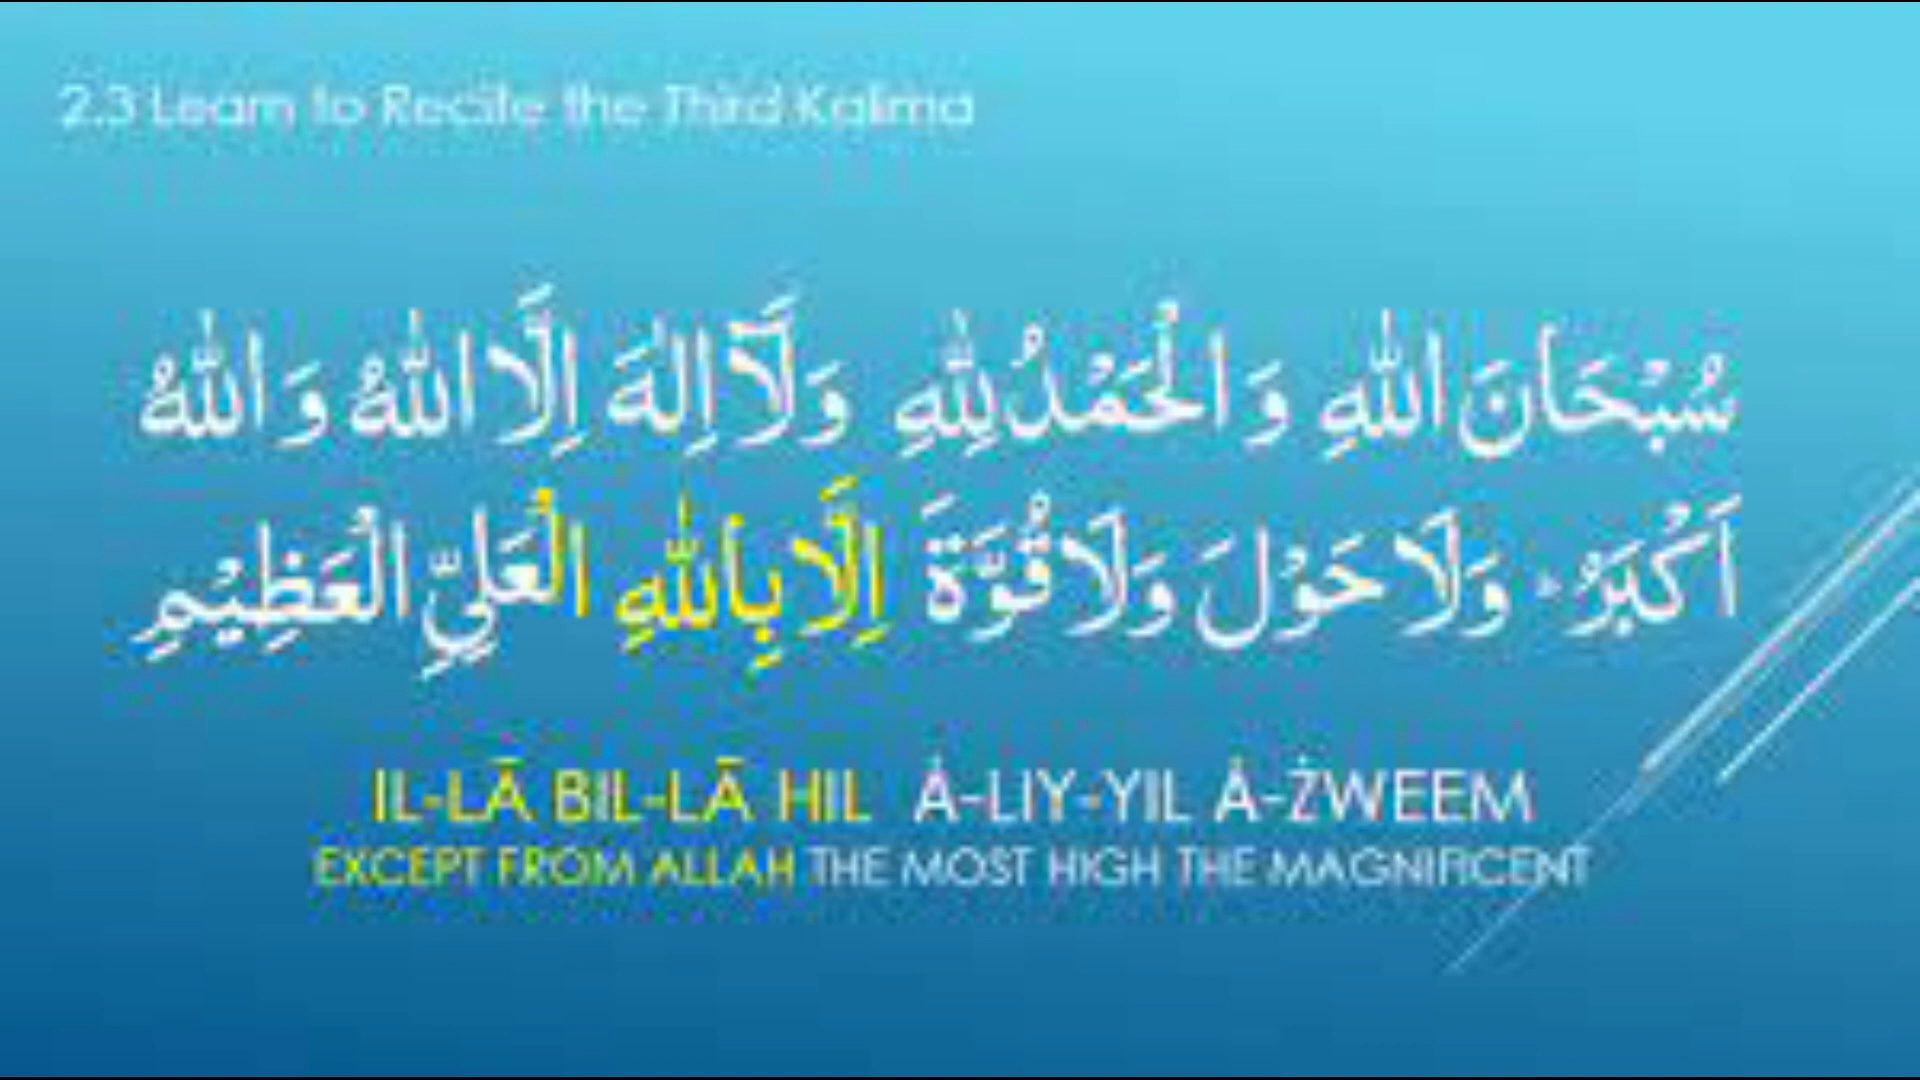 2.3 Learn to Recite the Third Kalima
سُبْحَانَ اللهِ وَ الْحَمْدُ لِلّٰهِ وَلَآ اِلٰهَ اِلَّا اللهُ وَ اللهُ
اَكْبَرُ۔ وَلَا حَوْلَ وَلَا قُوَّةَ اِلَّا بِاللهِ الْعَلِيِّ الْعَظِيْمِ
IL-LĀ BIL-LĀ HIL Ȧ-LIY-YIL Ȧ-ŻWEEM
EXCEPT FROM ALLAH THE MOST HIGH THE MAGNIFICENT